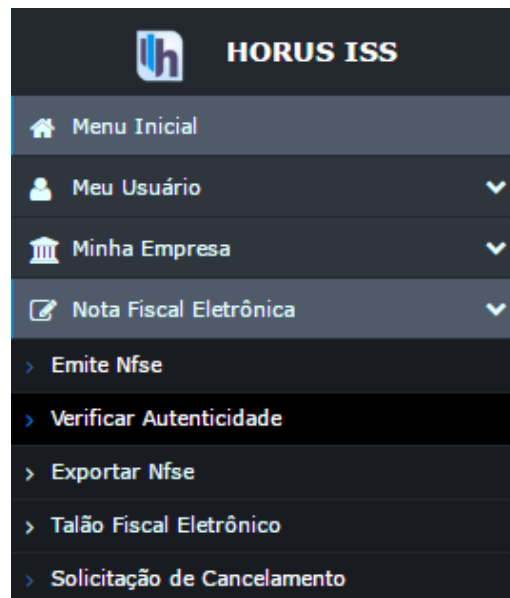 HORUS ISS
Menu Inicial
Meu Usuário
Minha Empresa
Nota Fiscal Eletrônica
Emite Nfse
Verificar Autenticidade
Exportar Nfse
Talão Fiscal Eletrônico
Solicitação de Cancelamento